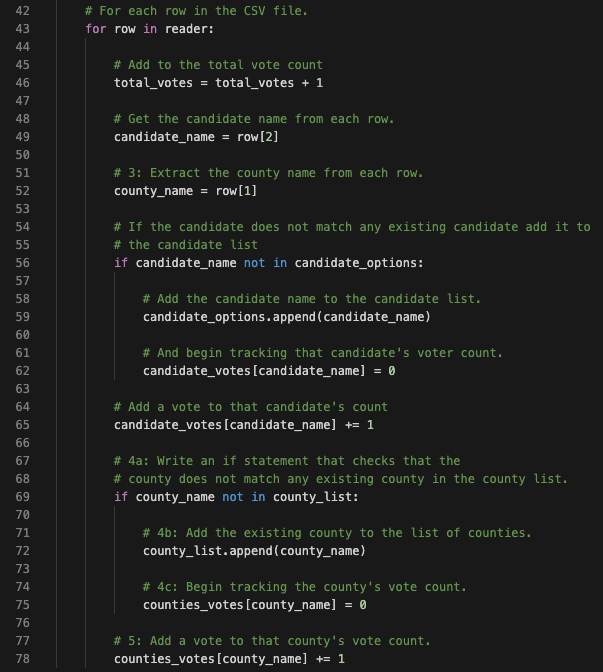 42 # For each row in the CSV file.
43 for row in reader:
44
45 # Add to the total vote count
46 total_votes = total_votes + 1
47
48 # Get the candidate name from each row.
49 candidate_name = row[2]
50
51 # 3: Extract the county name from each row.
52 county_name = row[1]
53
54 # If the candidate does not match any existing candidate add it to
55 # the candidate list
56 if candidate_name not in candidate_options:
57
58 # Add the candidate name to the candidate list.
59 candidate_options.append(candidate_name)
60
61 # And begin tracking that candidate's voter count.
62 candidate_votes[candidate_name] = 0
63
64 # Add a vote to that candidate's count
65 candidate_votes[candidate_name] += 1
66
67 # 4a: Write an if statement that checks that the
68 # county does not match any existing county in the county list.
69 if county_name not in county_list:
70
71 # 4b: Add the existing county to the list of counties.
72 county_list.append(county_name)
73
74 # 4c: Begin tracking the county's vote count.
75 counties_votes[county_name] = 0
76
77 # 5: Add a vote to that county's vote count.
78 counties_votes[county_name] += 1